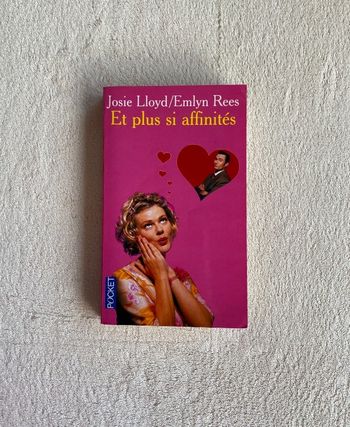 Josie Lloyd/Emlyn Rees
Et plus si affinités
POCKET